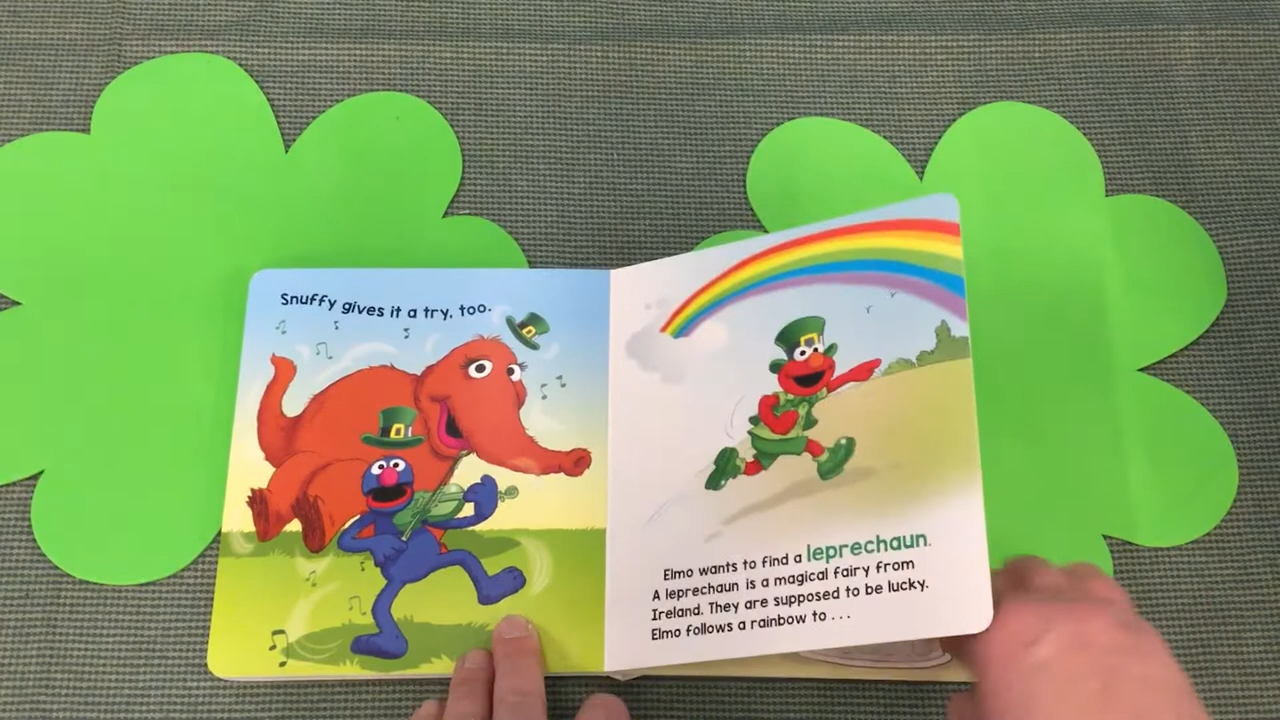 Snuffy gives it a try, too.
Elmo wants to find a leprechaun.
A leprechaun is a magical fairy from
Ireland. They are supposed to be lucky.
Elmo follows a rainbow to . . .